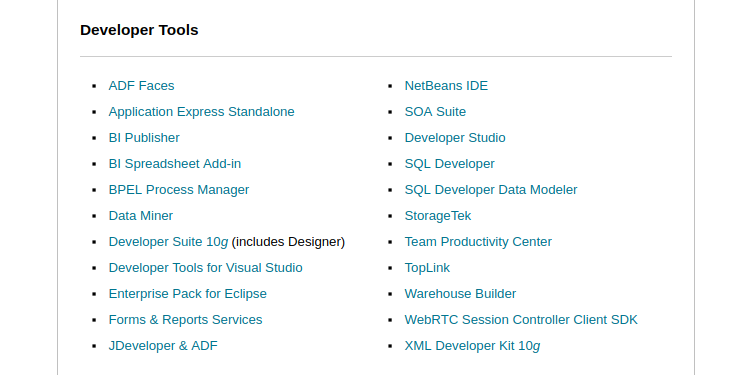 Developer Tools
ADF Faces
Application Express Standalone
BI Publisher
BI Spreadsheet Add-in
BPEL Process Manager
Data Miner
Developer Suite 10g (includes Designer)
Developer Tools for Visual Studio
Enterprise Pack for Eclipse
Forms & Reports Services
JDeveloper & ADF
NetBeans IDE
SOA Suite
Developer Studio
SQL Developer
SQL Developer Data Modeler
StorageTek
Team Productivity Center
TopLink
Warehouse Builder
WebRTC Session Controller Client SDK
XML Developer Kit 10g